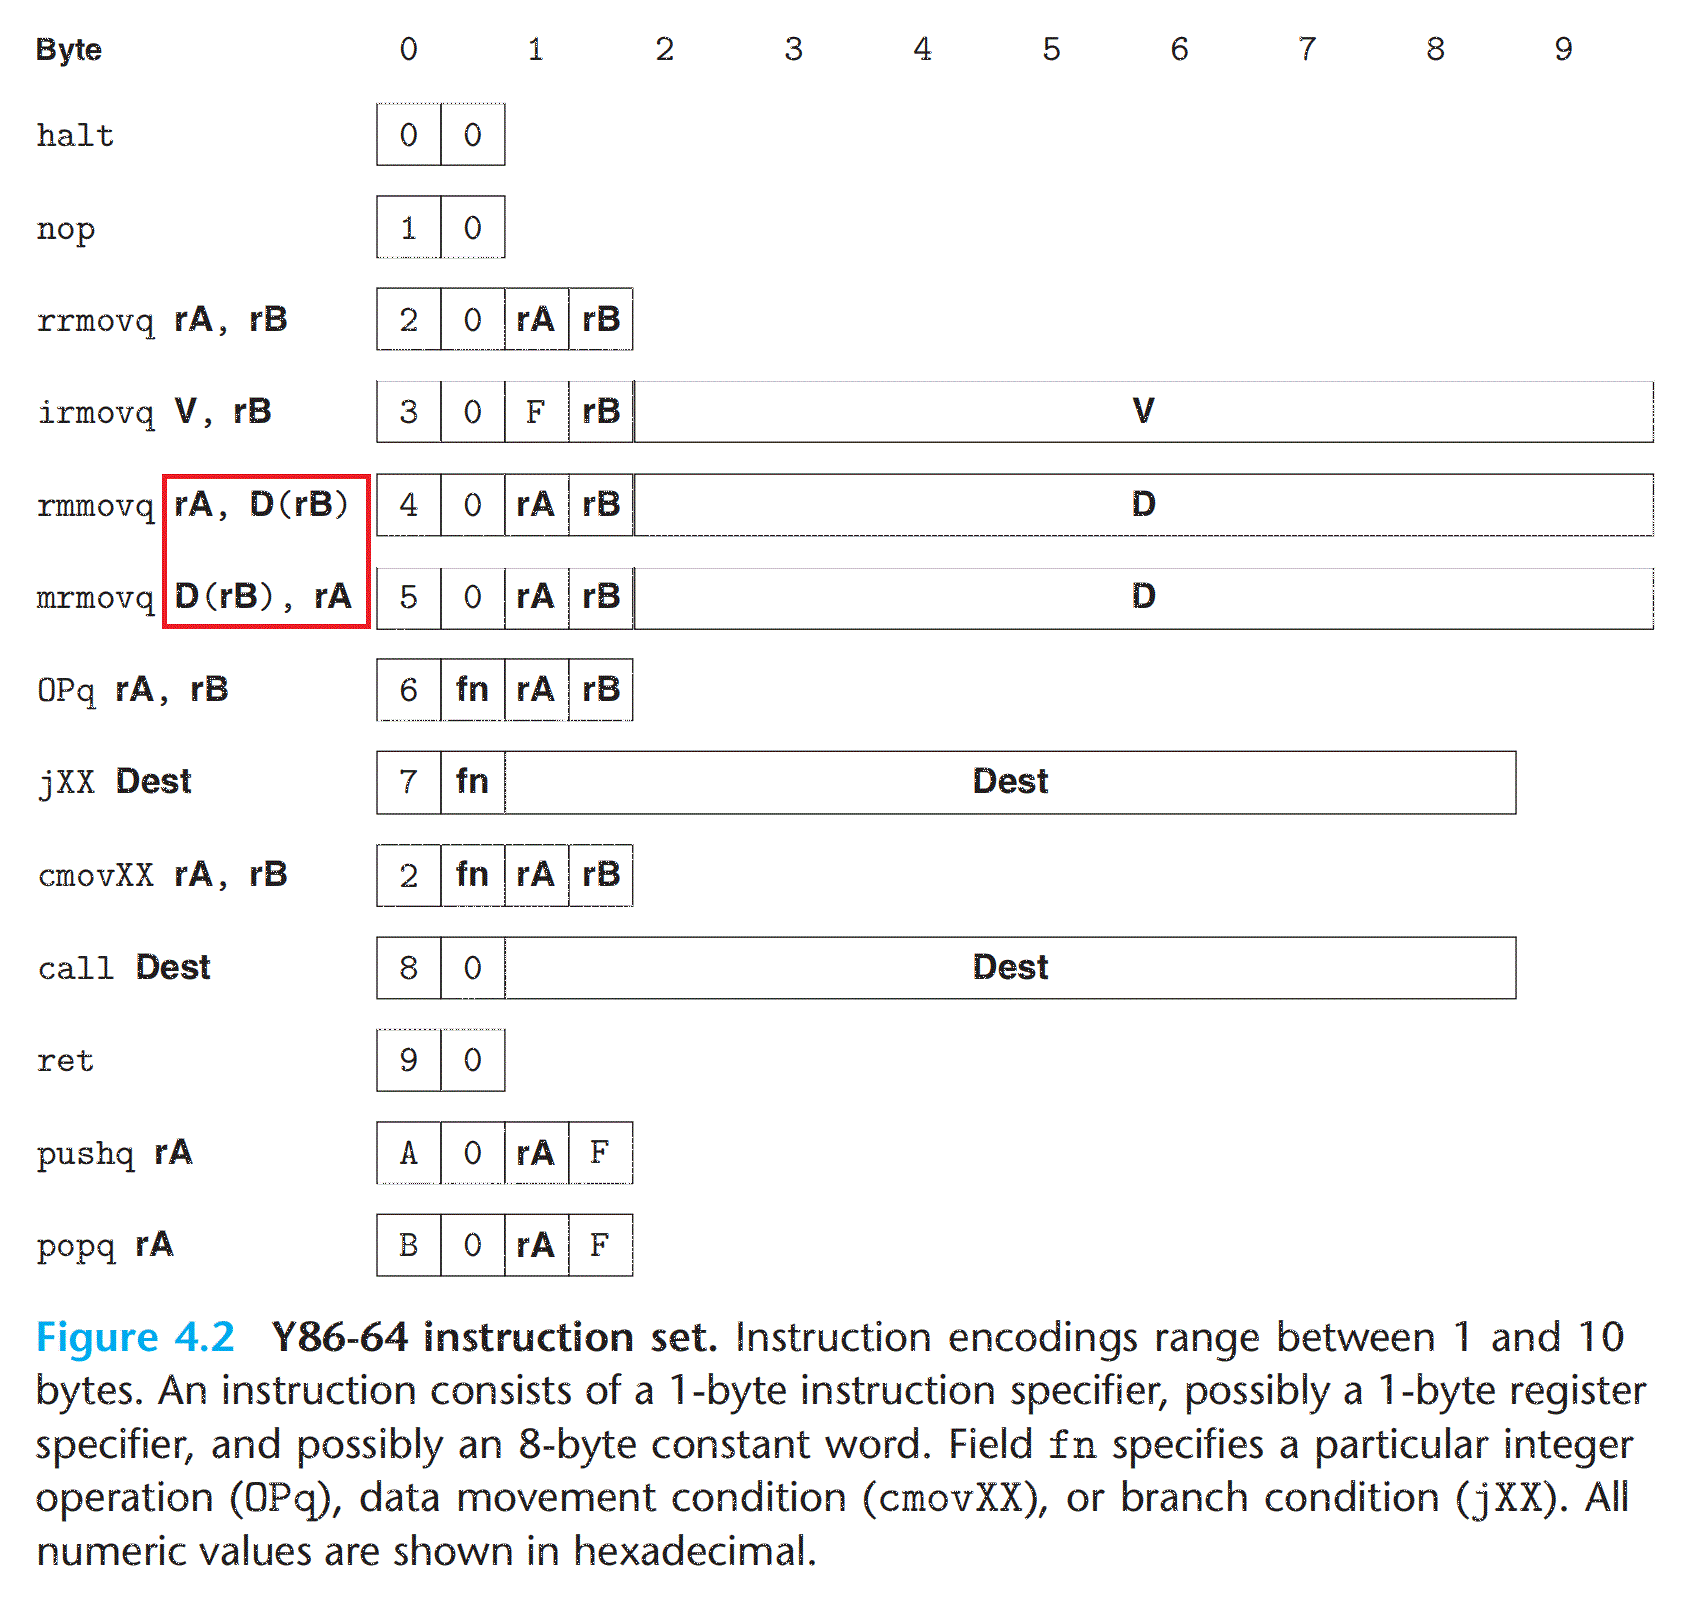 Byte 0 1 2 3 4 5 6 7 8 9
halt 0 0
nop 1 0
rrmovq rA, rB 2 0 rA rB
irmovq V, rB 3 0 F rB V
rmmovq rA, D(rB) 4 0 rA rB D
mrmovq D(rB), rA 5 0 rA rB D
OPq rA, rB 6 fn rA rB
jXX Dest 7 fn Dest
cmovXX rA, rB 2 fn rA rB
call Dest 8 0 Dest
ret 9 0
pushq rA A 0 rA F
popq rA B 0 rA F
Figure 4.2 Y86-64 instruction set. Instruction encodings range between 1 and 10
bytes. An instruction consists of a 1-byte instruction specifier, possibly a 1-byte register
specifier, and possibly an 8-byte constant word. Field fn specifies a particular integer
operation (OPq), data movement condition (cmovXX), or branch condition (jXX). All
numeric values are shown in hexadecimal.